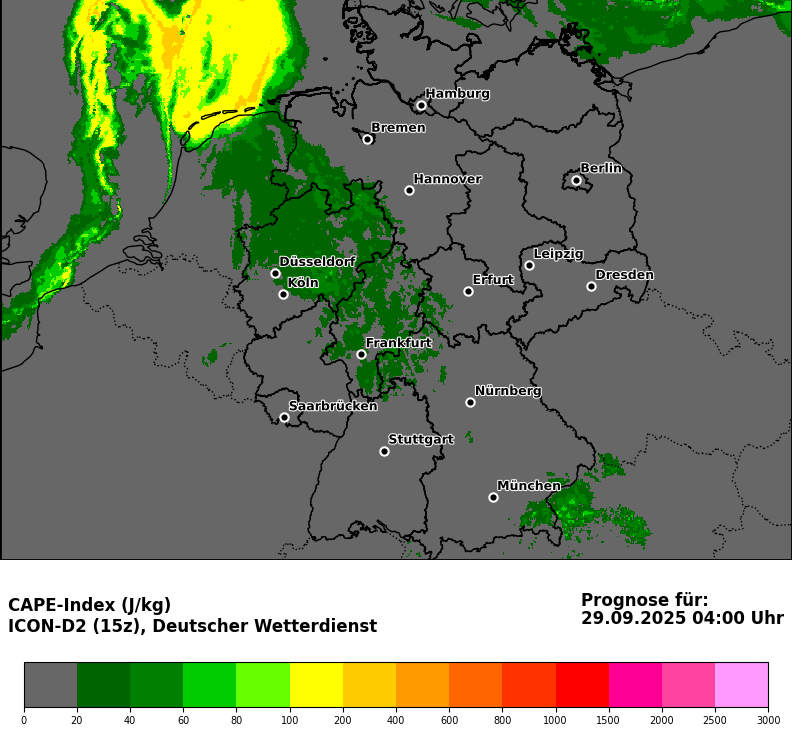 Hamburg
Bremen
Berlin
Hannover
Leipzig
Düsseldorf
Dresden
Köln
Erfurt
Frankfurt
Nürnberg
Saarbrücken
Stuttgart
München
CAPE-Index (J/kg)
ICON-D2 (15z), Deutscher Wetterdienst
Prognose für:
29.09.2025 04:00 Uhr
0 20 40 60 80 100 200 400 600 800 1000 1500 2000 2500 3000